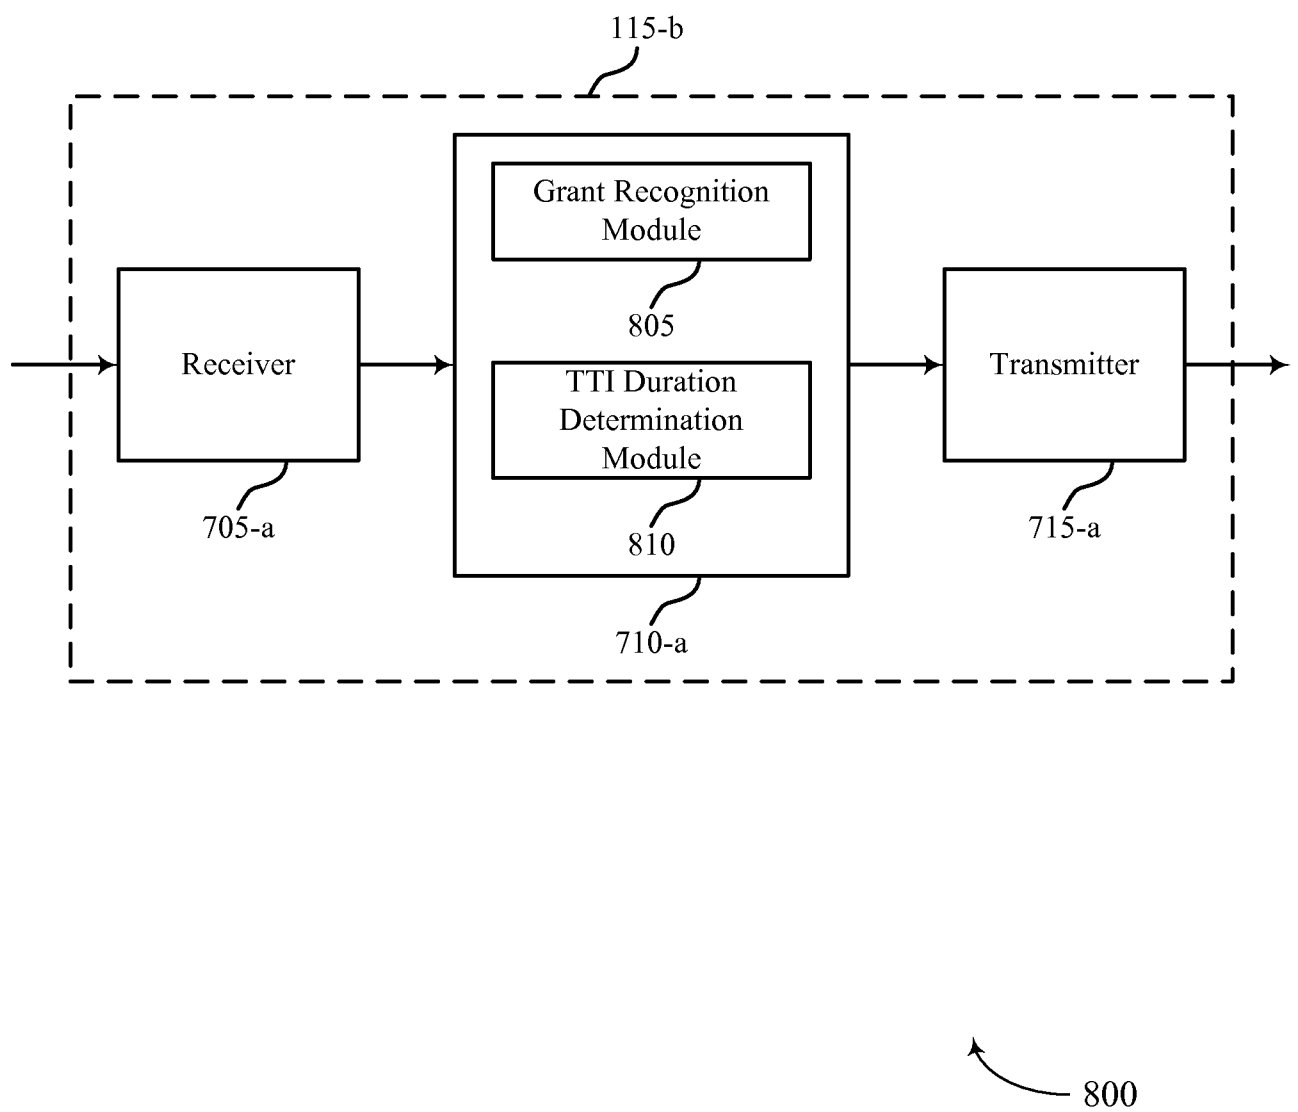 115-b
Grant Recognition
Module
805
Receiver
705-a
TTI Duration
Determination
Module
810
710-a
Transmitter
715-a
800